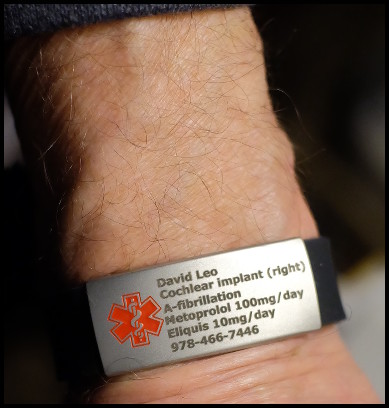 David Leo
Cochlear implant (right)
A-fibrillation
Metoprolol 100mg/day
Eliquis 10mg/day
978-466-7446